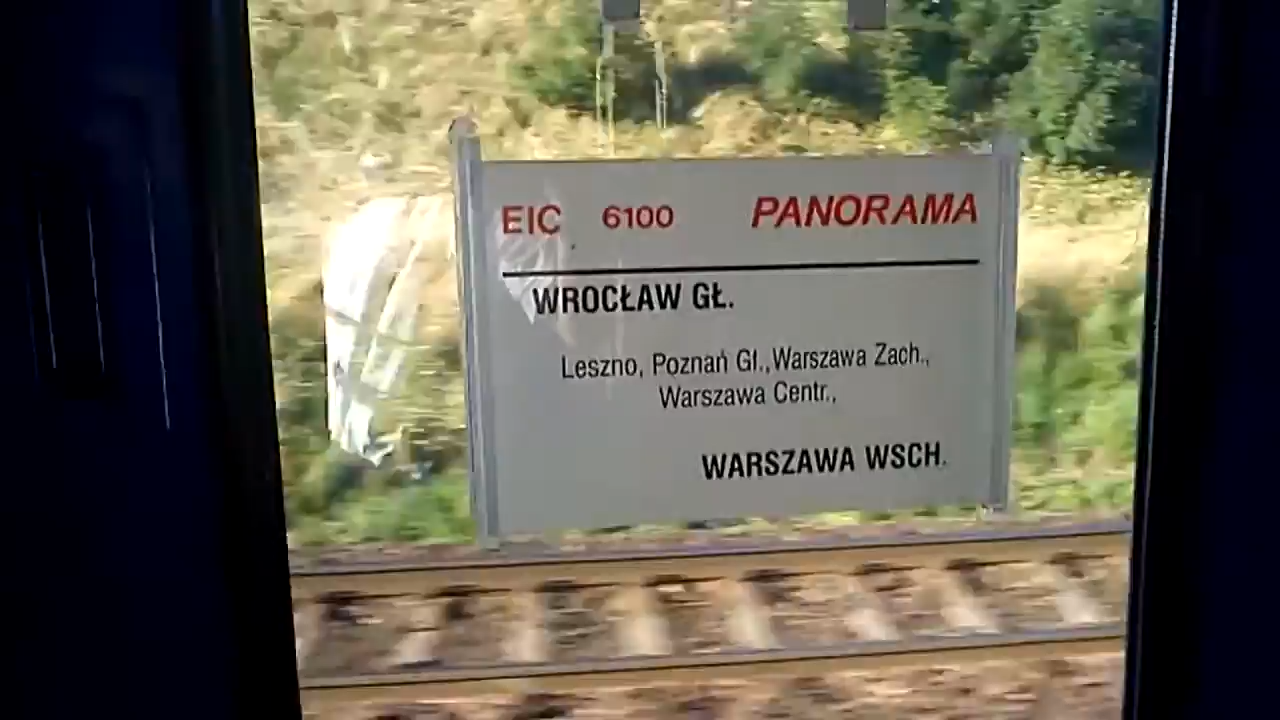 EIC 6100 PANORAMA
WROCŁAW GŁ.
Leszno, Poznań Gł.,Warszawa Zach.,
Warszawa Centr.,
WARSZAWA WSCH.